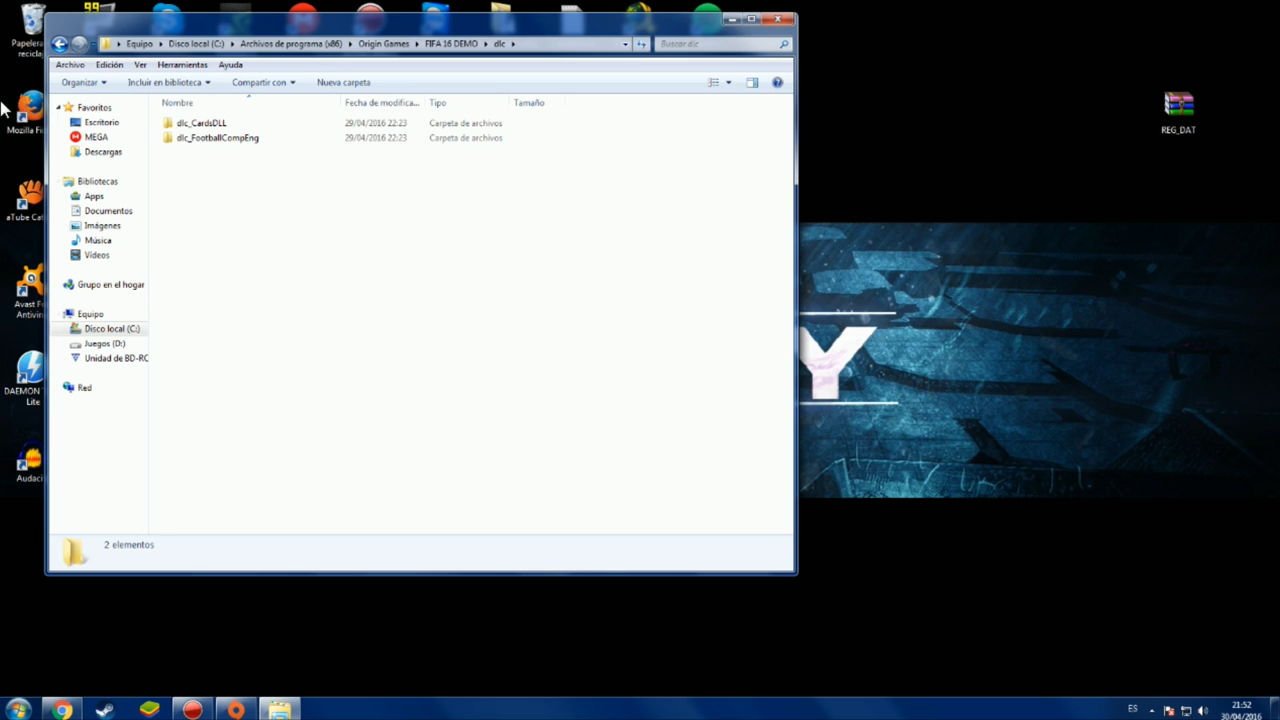 99
Papelera
recicla
Mozilla Fi
aTube Cat
Avast F
Antivir
DAEMON
Lite
Audaci
Equipo Disco local (C:) Archivos de programa (x86) Origin Games FIFA 16 DEMO dlc
Buscar dlc
Archivo Edición Ver Herramientas Ayuda
Organizar Incluir en biblioteca Compartir con Nueva carpeta
Nombre Fecha de modifica... Tipo Tamaño
dlc_CardsDLL 29/04/2016 22:23 Carpeta de archivos
dlc_FootballCompEng 29/04/2016 22:23 Carpeta de archivos
Favoritos
Escritorio
MEGA
Descargas
Bibliotecas
Apps
Documentos
Imágenes
Música
Vídeos
Grupo en el hogar
Equipo
Disco local (C:)
Juegos (D:)
Unidad de BD-RC
Red
2 elementos
REG_DAT
Y
ES
21:52
30/04/2016